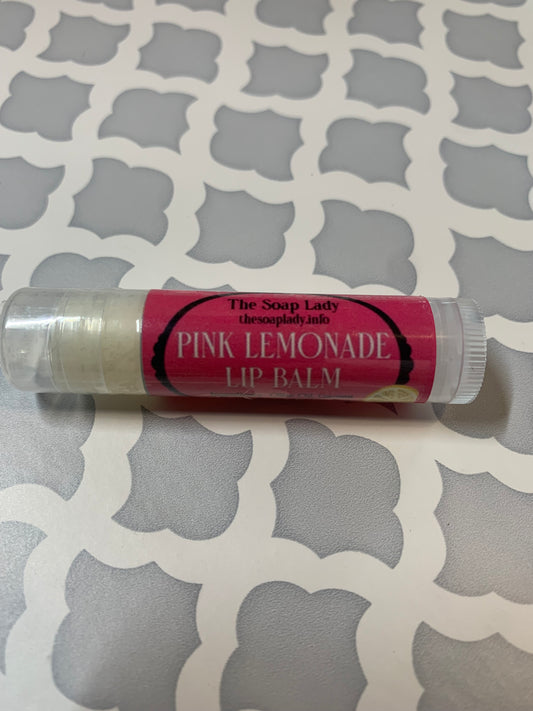 The Soap Lady
thesoaplady.info
PINK LEMONADE
LIP BALM